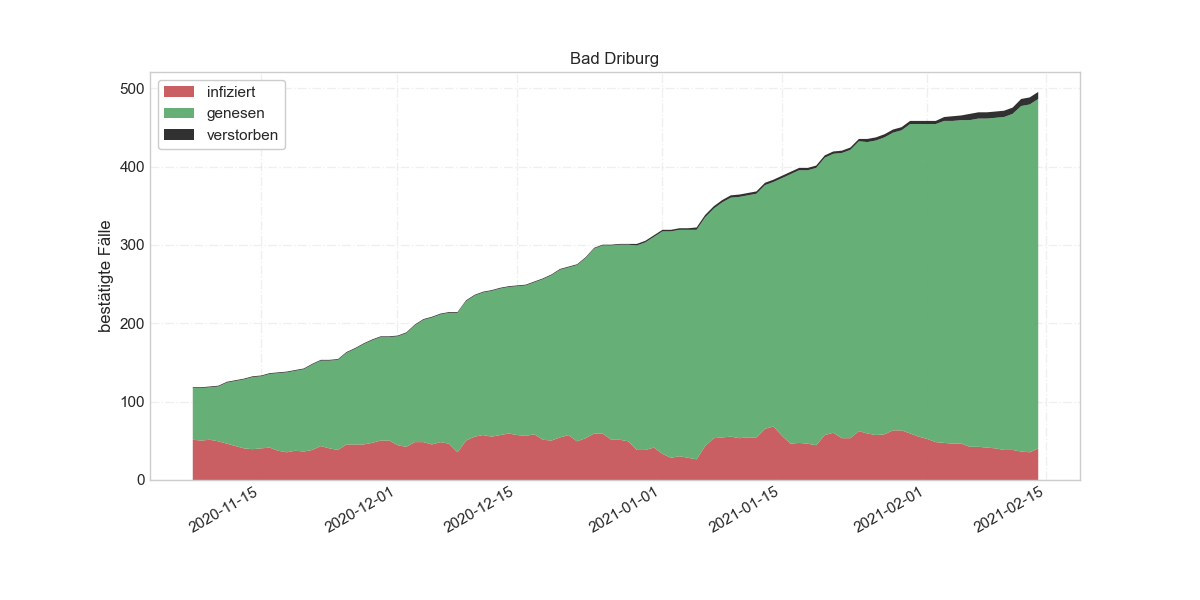 Bad Driburg
infiziert
genesen
verstorben
bestätigte Fälle
500
400
300
200
100
0
2020-11-15
2020-12-01
2020-12-15
2021-01-01
2021-01-15
2021-02-01
2021-02-15